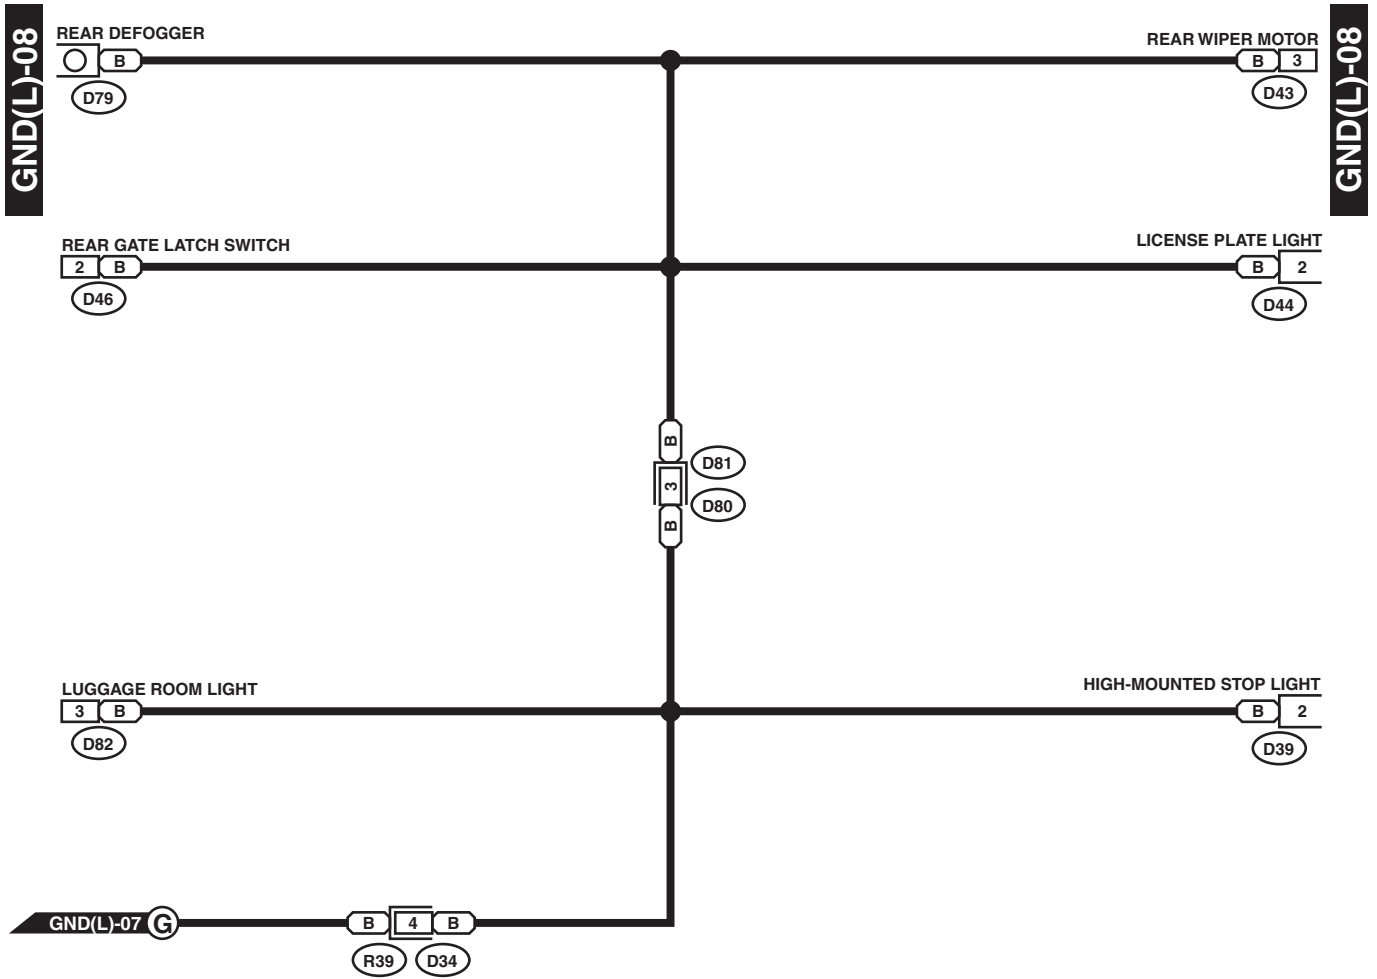 GND(L)-08
GND(L)-08
REAR DEFOGGER
B
D79
REAR WIPER MOTOR
B 3
D43
REAR GATE LATCH SWITCH
2 B
D46
LICENSE PLATE LIGHT
B 2
D44
B
D81
3
D80
B
LUGGAGE ROOM LIGHT
3 B
D82
HIGH-MOUNTED STOP LIGHT
B 2
D39
GND(L)-07 G
B 4 B
R39 D34